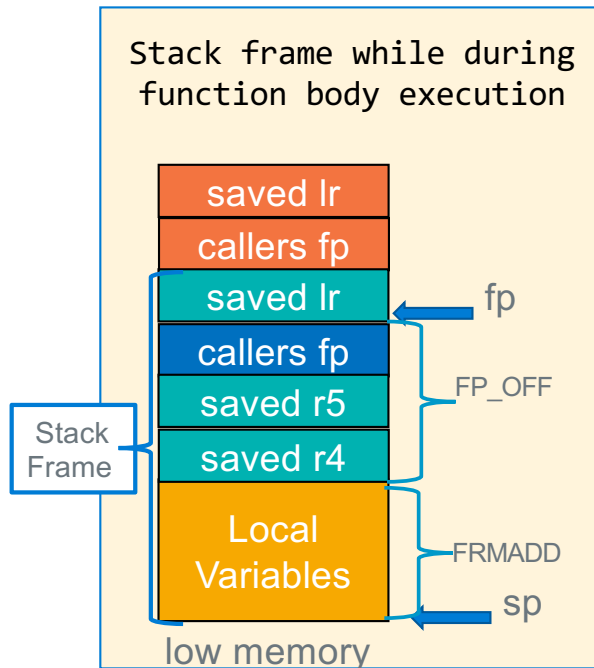 Stack frame while during
function body execution
saved lr
callers fp
saved lr
fp
callers fp
FP_OFF
saved r5
Stack
Frame
saved r4
Local
Variables
FRMADD
sp
low memory